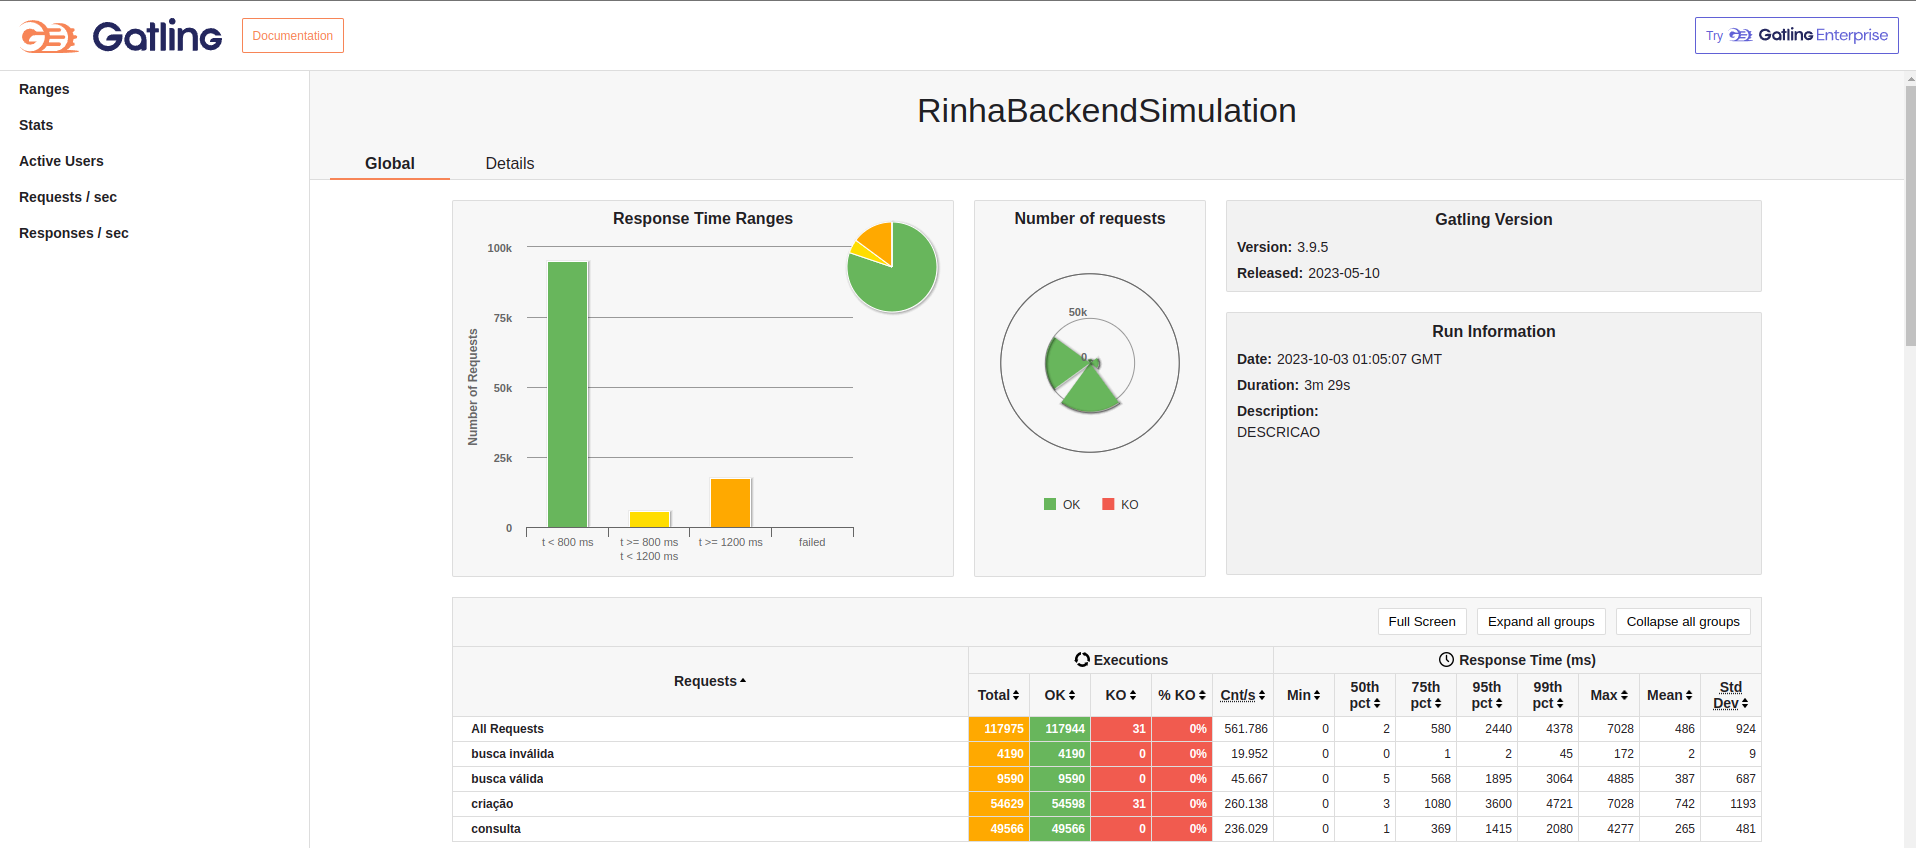 Gatling
Documentation
Try Gatling Enterprise
Ranges
Stats
Active Users
Requests / sec
Responses / sec
RinhaBackendSimulation
Global Details
Response Time Ranges
Number of Requests
100k
75k
50k
25k
0
t < 800 ms
t >= 800 ms
t < 1200 ms
t >= 1200 ms
failed
Number of requests
50k
0
OK KO
Gatling Version
Version: 3.9.5
Released: 2023-05-10
Run Information
Date: 2023-10-03 01:05:07 GMT
Duration: 3m 29s
Description:
DESCRICAO
Full Screen Expand all groups Collapse all groups
Requests Executions Response Time (ms)
Total OK KO % KO Cnt/s Min 50th pct 75th pct 95th pct 99th pct Max Mean Std Dev
All Requests 117975 117944 31 0% 561.786 0 2 580 2440 4378 7028 486 924
busca inválida 4190 4190 0 0% 19.952 0 0 1 2 45 172 2 9
busca válida 9590 9590 0 0% 45.667 0 5 568 1895 3064 4885 387 687
criação 54629 54598 31 0% 260.138 0 3 1080 3600 4721 7028 742 1193
consulta 49566 49566 0 0% 236.029 0 1 369 1415 2080 4277 265 481